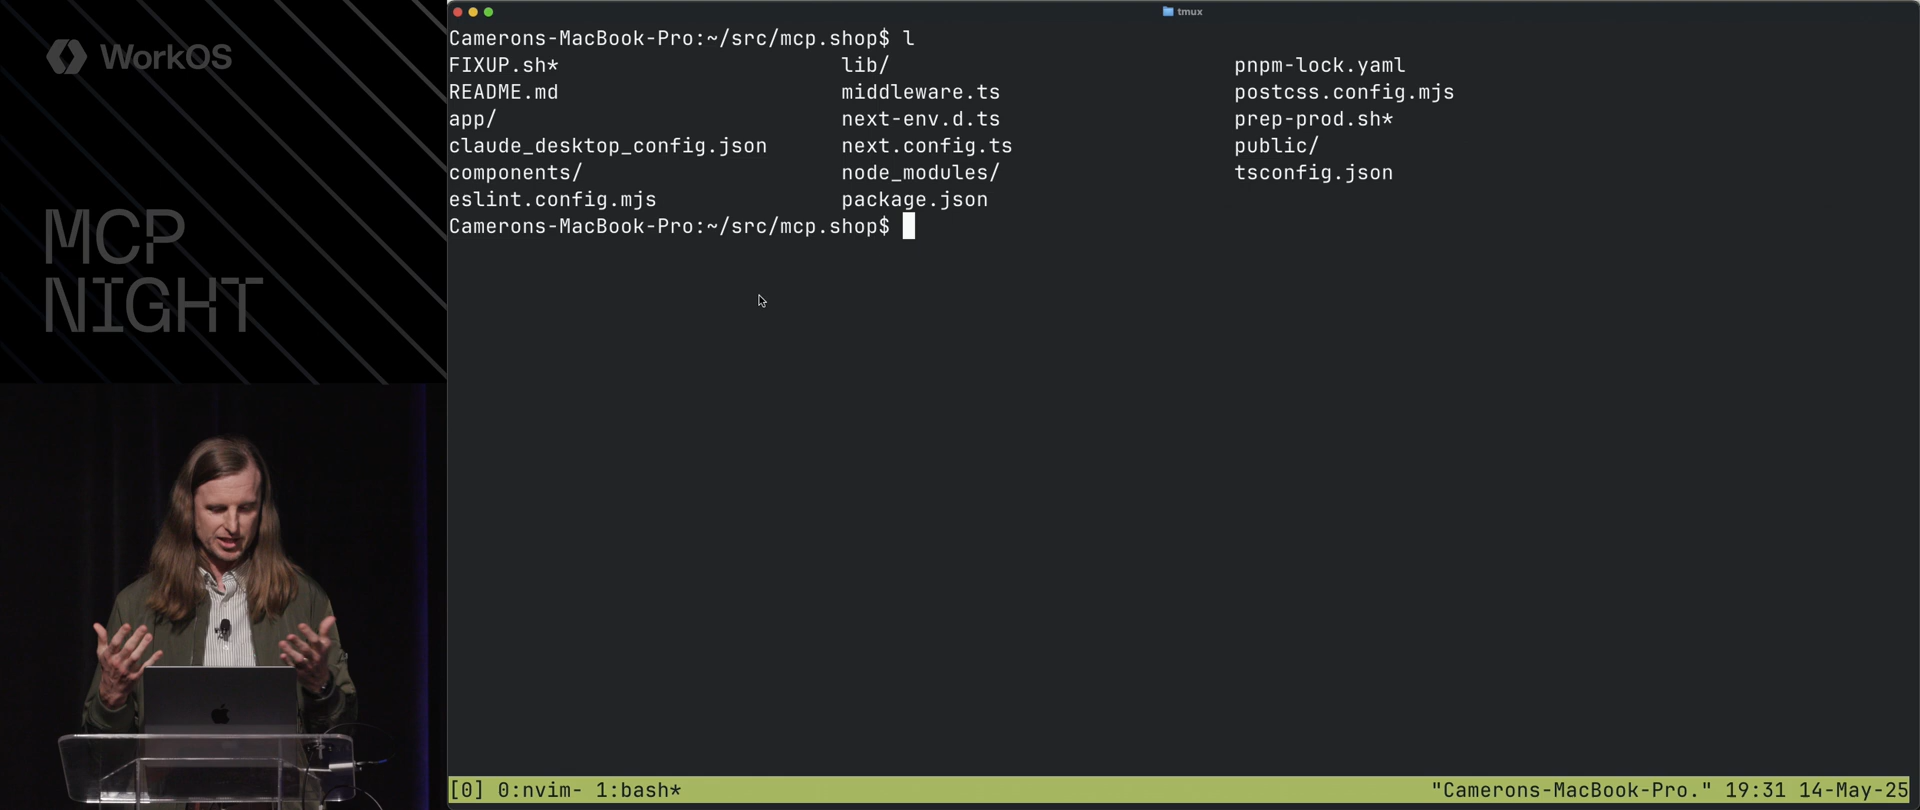 WorkOS
MCP
NIGHT
tmux
Camerons-MacBook-Pro:~/src/mcp.shop$ l
FIXUP.sh* lib/ pnpm-lock.yaml
README.md middleware.ts postcss.config.mjs
app/ next-env.d.ts prep-prod.sh*
claude_desktop_config.json next.config.ts public/
components/ node_modules/ tsconfig.json
eslint.config.mjs package.json
Camerons-MacBook-Pro:~/src/mcp.shop$
[0] 0:nvim- 1:bash* "Camerons-MacBook-Pro." 19:31 14-May-25